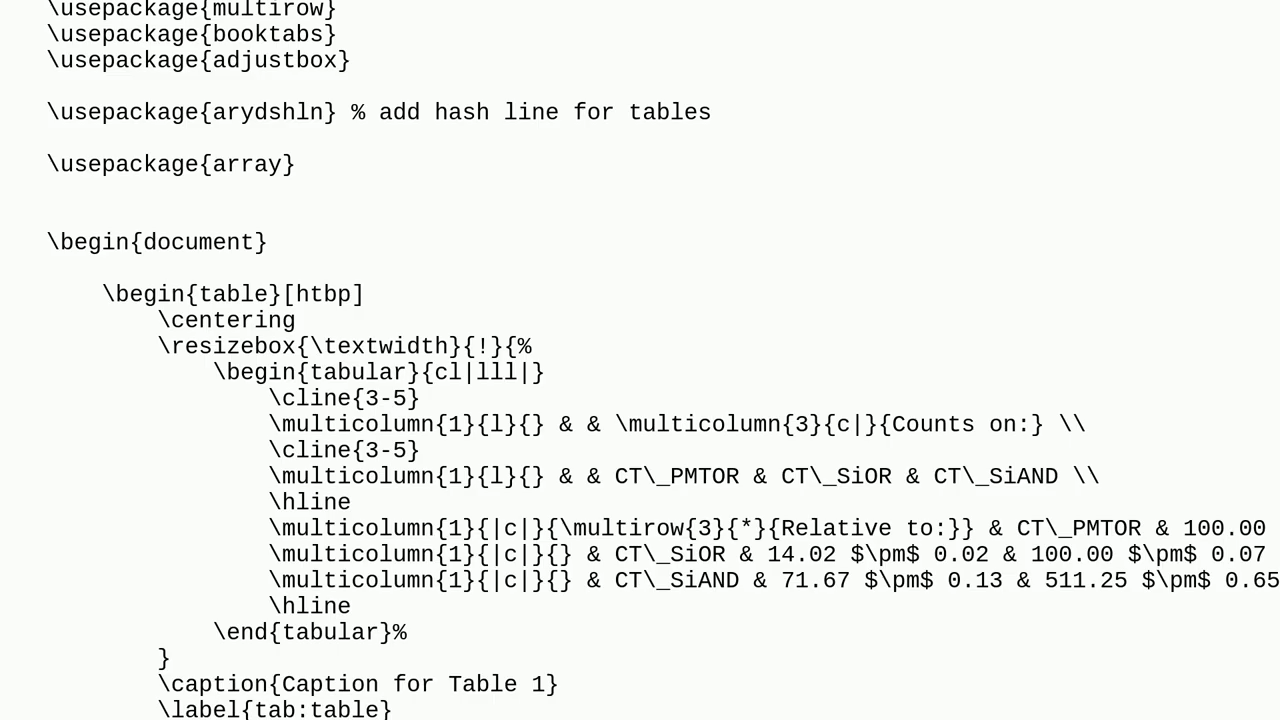 \usepackage{multirow}
\usepackage{booktabs}
\usepackage{adjustbox}
\usepackage{arydshln} % add hash line for tables
\usepackage{array}
\begin{document}
\begin{table}[htbp]
\centering
\resizebox{\textwidth}{!}{%
\begin{tabular}{cl|lll|}
\cline{3-5}
\multicolumn{1}{l}{} & & \multicolumn{3}{c|}{Counts on:} \\
\cline{3-5}
\multicolumn{1}{l}{} & & CT\_PMTOR & CT\_SiOR & CT\_SiAND \\
\hline
\multicolumn{1}{|c|}{\multirow{3}{*}{Relative to:}} & CT\_PMTOR & 100.00
\multicolumn{1}{|c|}{} & CT\_SiOR & 14.02 $\pm$ 0.02 & 100.00 $\pm$ 0.07
\multicolumn{1}{|c|}{} & CT\_SiAND & 71.67 $\pm$ 0.13 & 511.25 $\pm$ 0.65
\hline
\end{tabular}%
}
\caption{Caption for Table 1}
\label{tab:table}